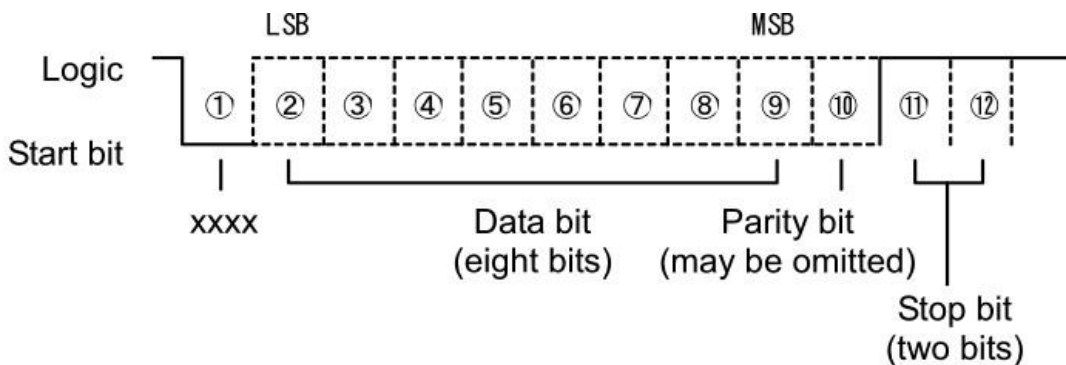 LSB MSB
Logic
① ② ③ ④ ⑤ ⑥ ⑦ ⑧ ⑨ ⑩ ⑪ ⑫
Start bit
xxxx
Data bit
(eight bits)
Parity bit
(may be omitted)
Stop bit
(two bits)